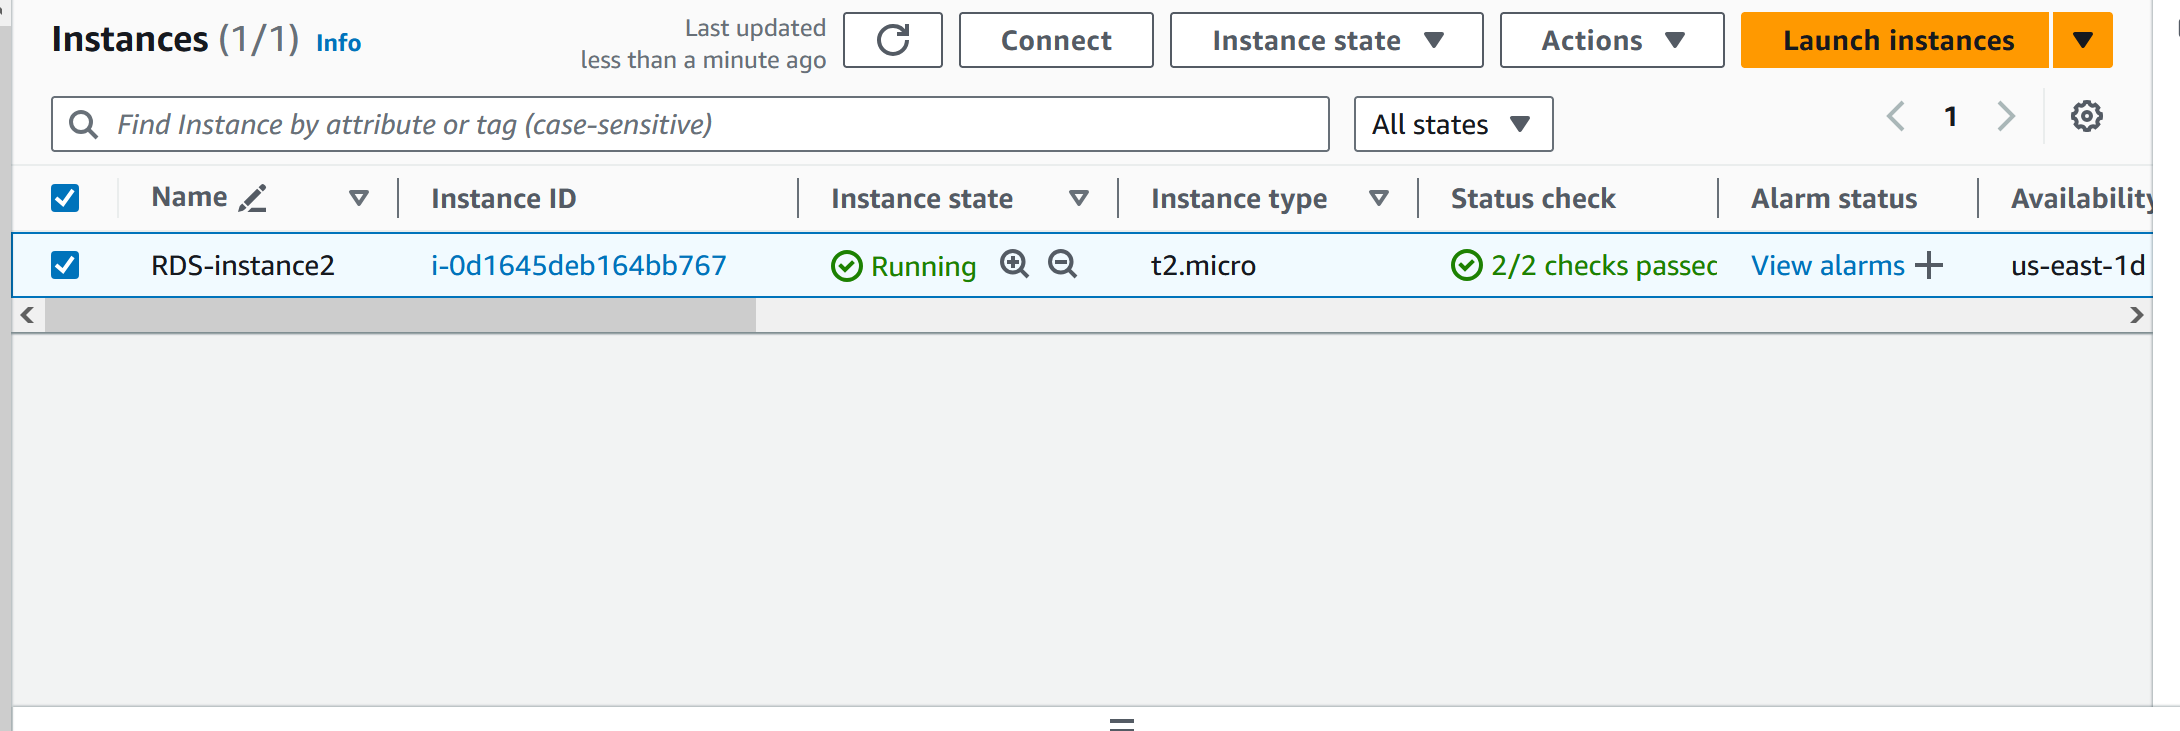 Instances (1/1) Info
Last updated
less than a minute ago
Connect
Instance state
Actions
Launch instances
Find Instance by attribute or tag (case-sensitive)
All states
1
Name Instance ID Instance state Instance type Status check Alarm status Availability
RDS-instance2 i-0d1645deb164bb767 Running t2.micro 2/2 checks passed View alarms us-east-1d